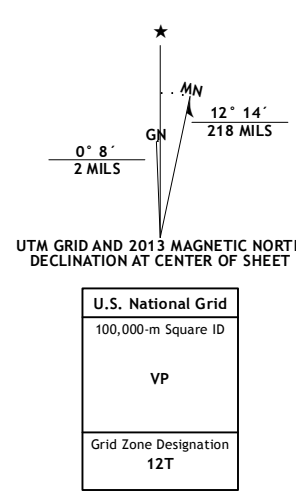 ★
MN
GN
12° 14´
218 MILS
0° 8´
2 MILS
UTM GRID AND 2013 MAGNETIC NORTH
DECLINATION AT CENTER OF SHEET
U.S. National Grid
100,000-m Square ID
VP
Grid Zone Designation
12T